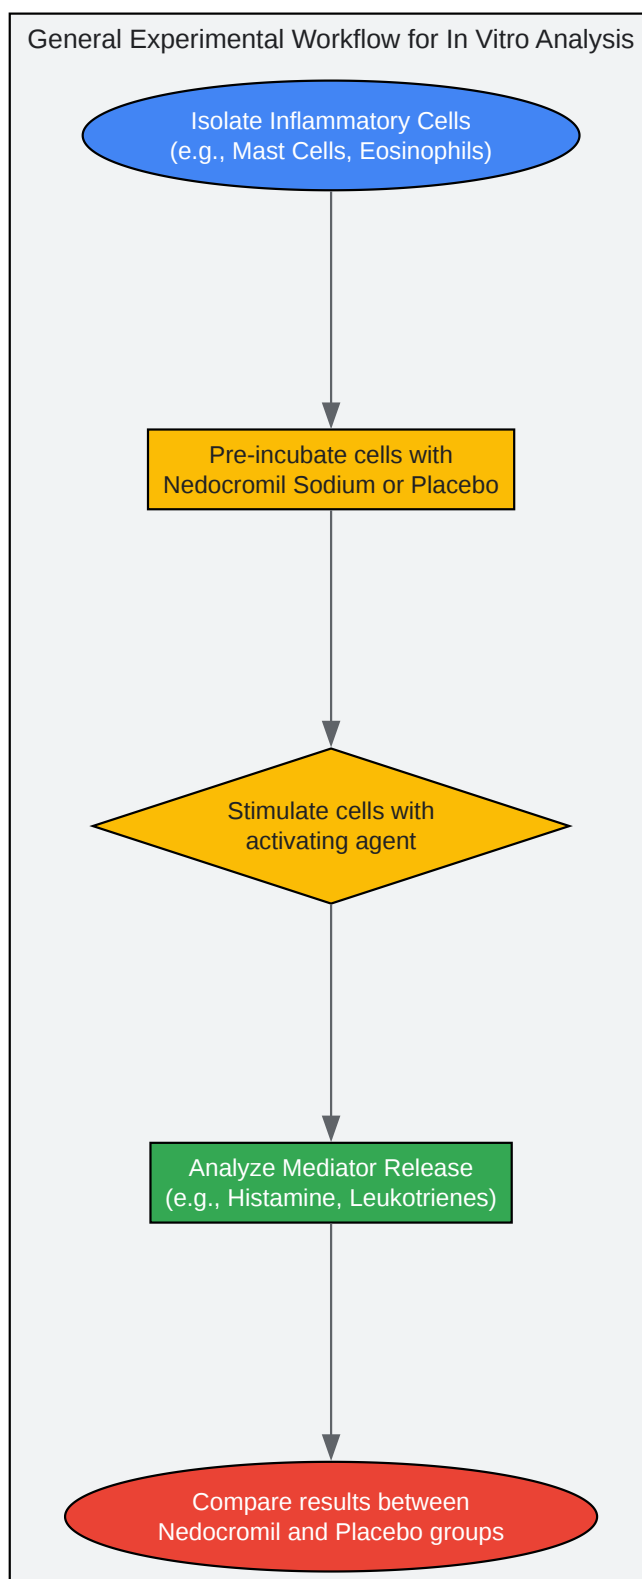 General Experimental Workflow for In Vitro Analysis
Isolate Inflammatory Cells
(e.g., Mast Cells, Eosinophils)
Pre-incubate cells with
Nedocromil Sodium or Placebo
Stimulate cells with
activating agent
Analyze Mediator Release
(e.g., Histamine, Leukotrienes)
Compare results between
Nedocromil and Placebo groups